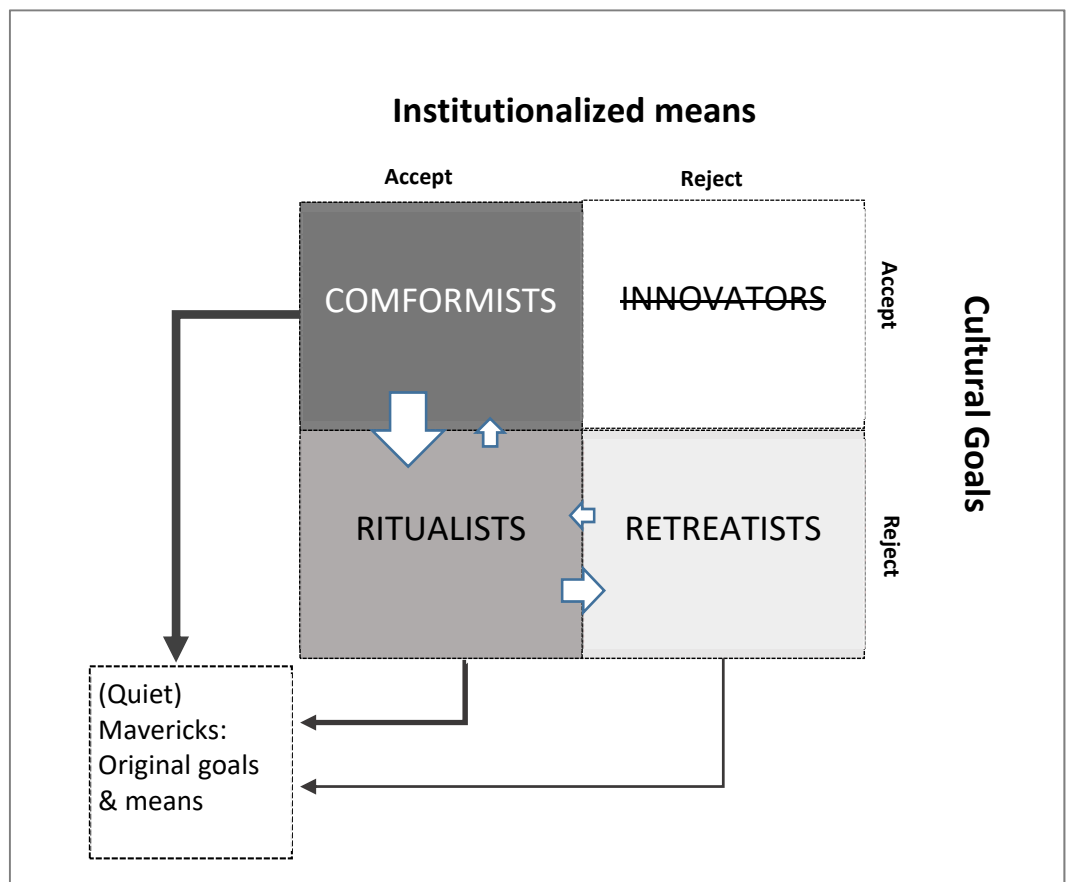 Institutionalized means
Accept
Reject
COMFORMISTS
INNOVATORS
Accept
Cultural Goals
RITUALISTS
RETREATISTS
Reject
(Quiet)
Mavericks:
Original goals
& means